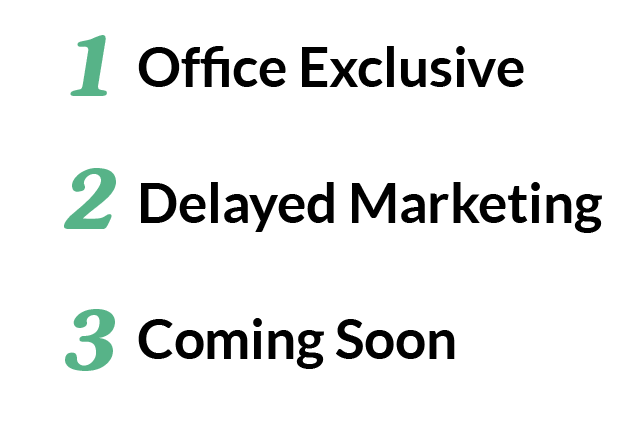 1 Office Exclusive
2 Delayed Marketing
3 Coming Soon